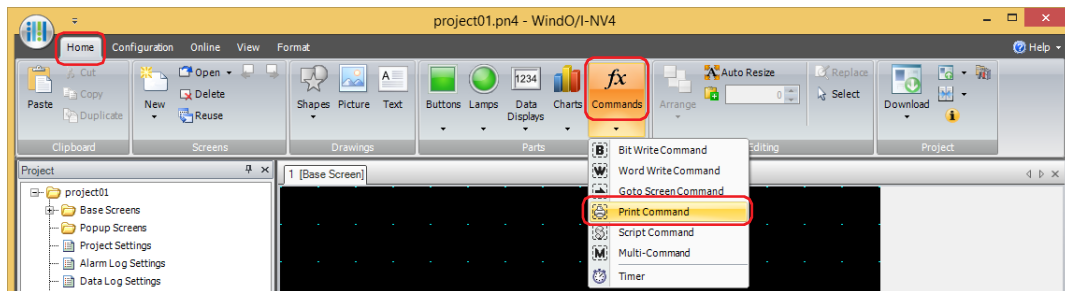 project01.pn4 - WindO/I-NV4
Home Configuration Online View Format Help
Paste
Cut
Copy
Duplicate
Clipboard
New
Open
Delete
Reuse
Screens
Shapes Picture Text
Drawings
Buttons Lamps 1234 Data Displays Charts fx Commands
Parts
Arrange
Auto Resize
0
Replace
Select
Editing
Download
Project
Bit Write Command
Word Write Command
Goto Screen Command
Print Command
Script Command
Multi-Command
Timer
Project
1 [Base Screen]
project01
Base Screens
Popup Screens
Project Settings
Alarm Log Settings
Data Log Settings